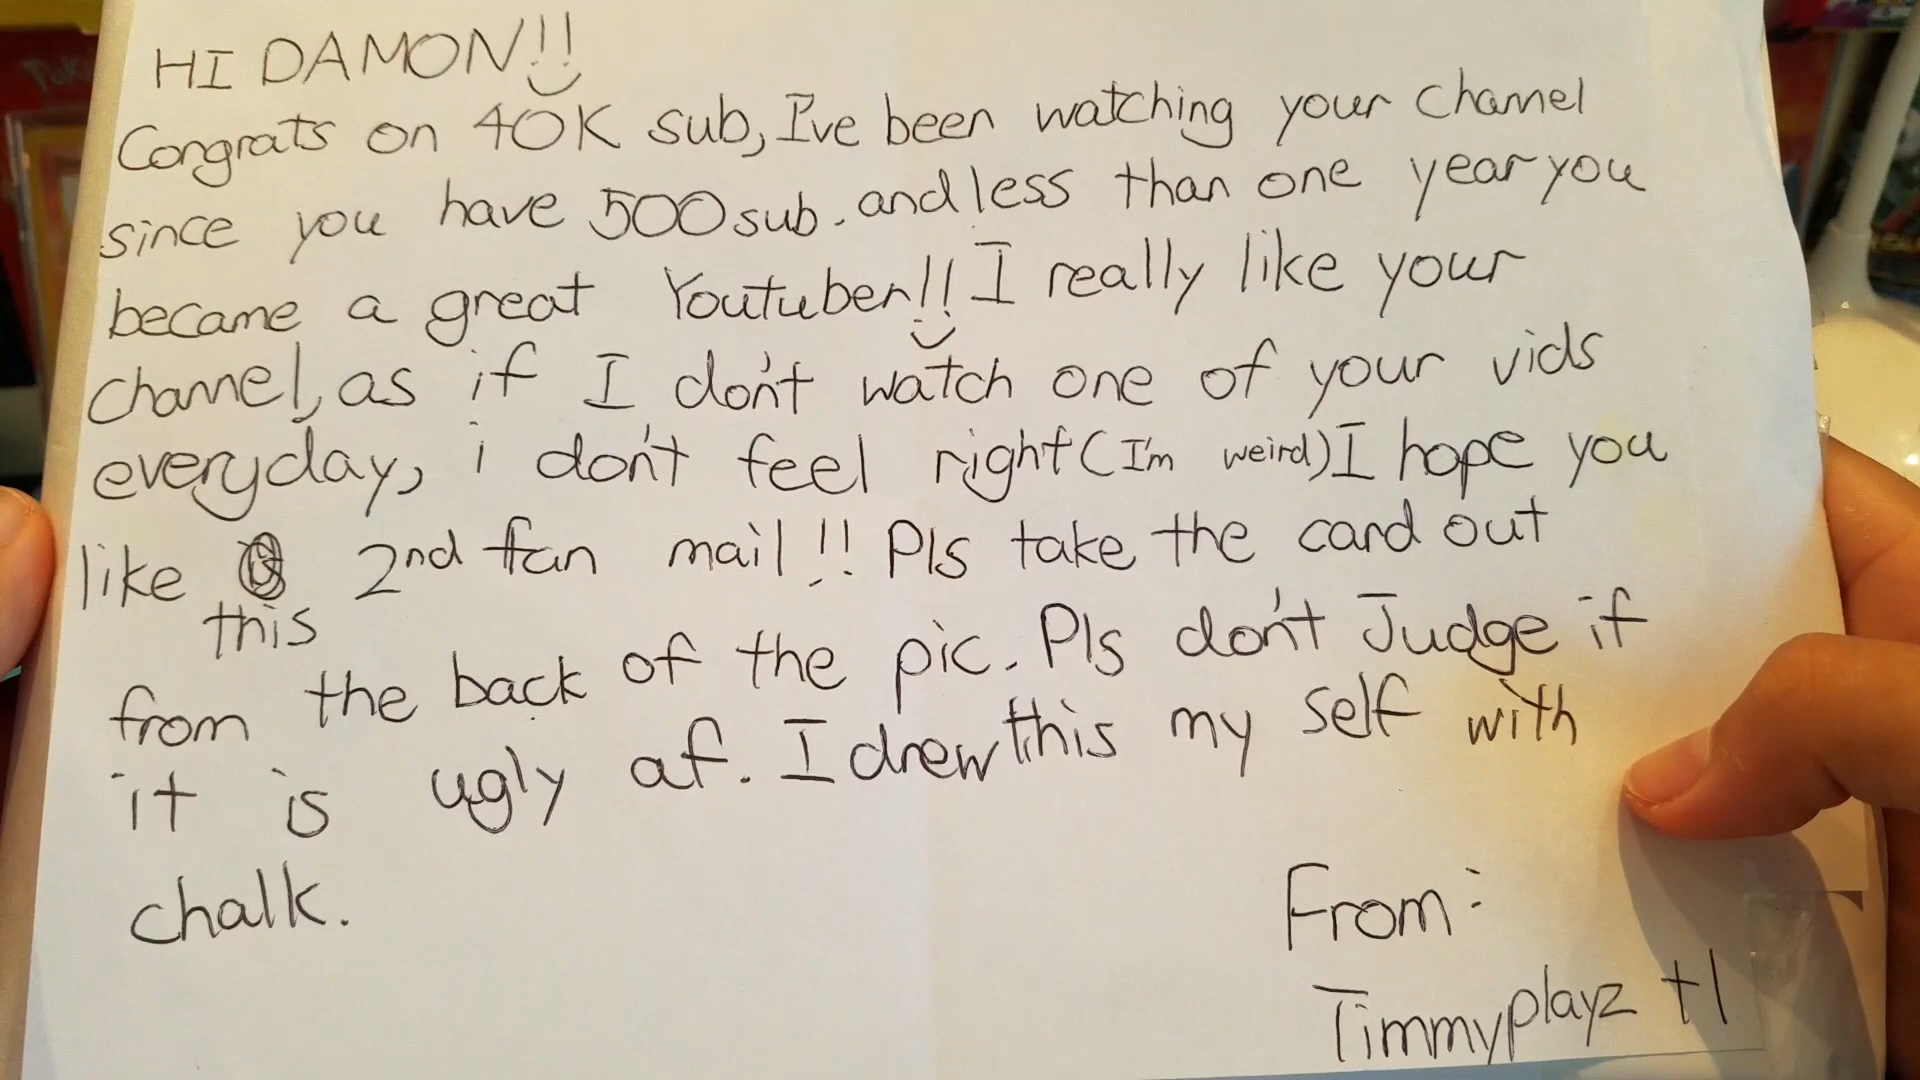 HI DAMON!!
Congrats on 40K sub, I've been watching your channel
since you have 500 sub. and less than one year you
became a great Youtuber!! I really like your
channel, as if I don't watch one of your vids
everyday, i don't feel right (I'm weird) I hope you
like 2nd fan mail!! Pls take the card out
this
from the back of the pic. Pls don't Judge if
it is ugly af. I drew this my self with
chalk.
From:
Timmyplayz t1